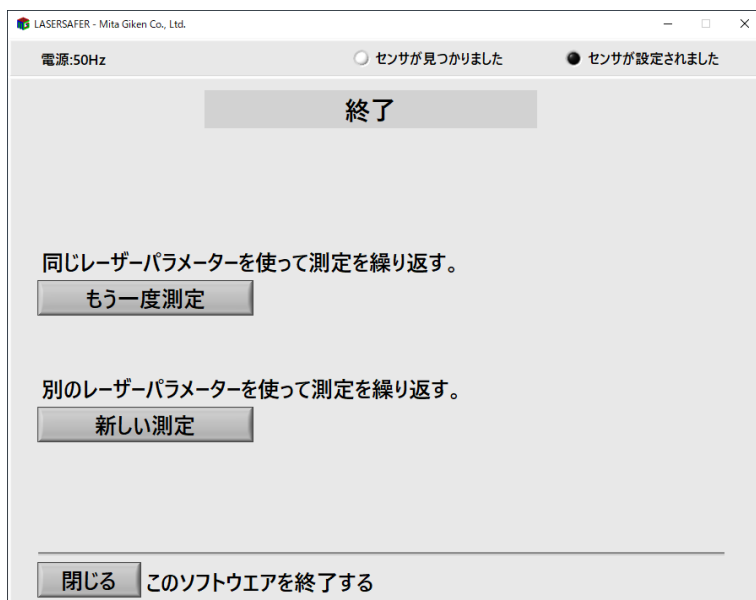 LASERSAFER - Mita Giken Co., Ltd.
電源:50Hz
センサが見つかりました
センサが設定されました
終了
同じレーザーパラメーターを使って測定を繰り返す。
もう一度測定
別のレーザーパラメーターを使って測定を繰り返す。
新しい測定
閉じる このソフトウエアを終了する